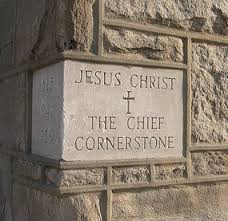 JESUS CHRIST
THE CHIEF
CORNERSTONE